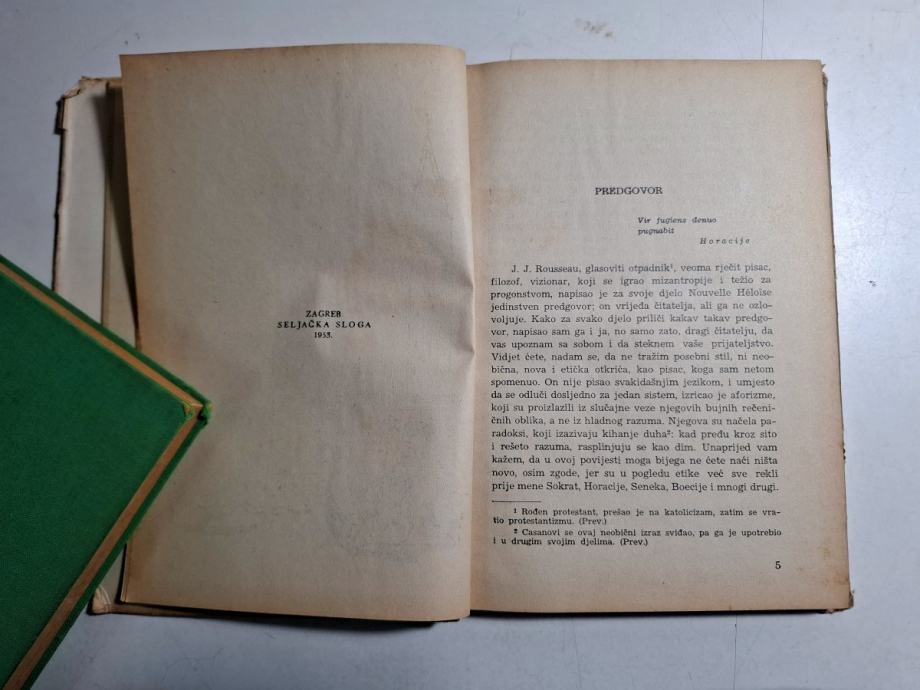 ZAGREB
SELJAČKA SLOGA
1953.
PREDGOVOR
Vir fugiens denuo
pugnabit
Horacije
J. J. Rousseau, glasoviti otpadnik¹, veoma rječit pisac,
filozof, vizionar, koji se igrao mizantropije i težio za
progonstvom, napisao je za svoje djelo Nouvelle Héloïse
jedinstven predgovor; on vrijeđa čitatelja, ali ga ne ozlo-
voljuje. Kako za svako djelo priliči kakav takav predgo-
vor, napisao sam ga i ja, no samo zato, dragi čitatelju, da
vas upoznam sa sobom i da steknem vaše prijateljstvo.
Vidjet ćete, nadam se, da ne tražim posebni stil, ni neo-
bična, nova i etička otkrića, kao pisac, koga sam netom
spomenuo. On nije pisao svakidašnjim jezikom, i umjesto
da se odluči dosljedno za jedan sistem, izricao je aforizme,
koji su proizlazili iz slučajne veze njegovih bujnih rečeni-
čnih oblika, a ne iz hladnog razuma. Njegova su načela pa-
radoksi, koji izazivaju kihanje duha²: kad pređu kroz sito
i rešeto razuma, rasplinjuju se kao dim. Unaprijed vam
kažem, da u ovoj povijesti moga bijega ne ćete naći ništa
novo, osim zgode, jer su u pogledu etike već sve rekli
prije mene Sokrat, Horacije, Seneka, Boecije i mnogi drugi.
¹ Rođen protestant, prešao je na katolicizam, zatim se vra-
tio protestantizmu. (Prev.)
² Casanovi se ovaj neobični izraz sviđao, pa ga je upotrebio
i u drugim svojim djelima. (Prev.)
5